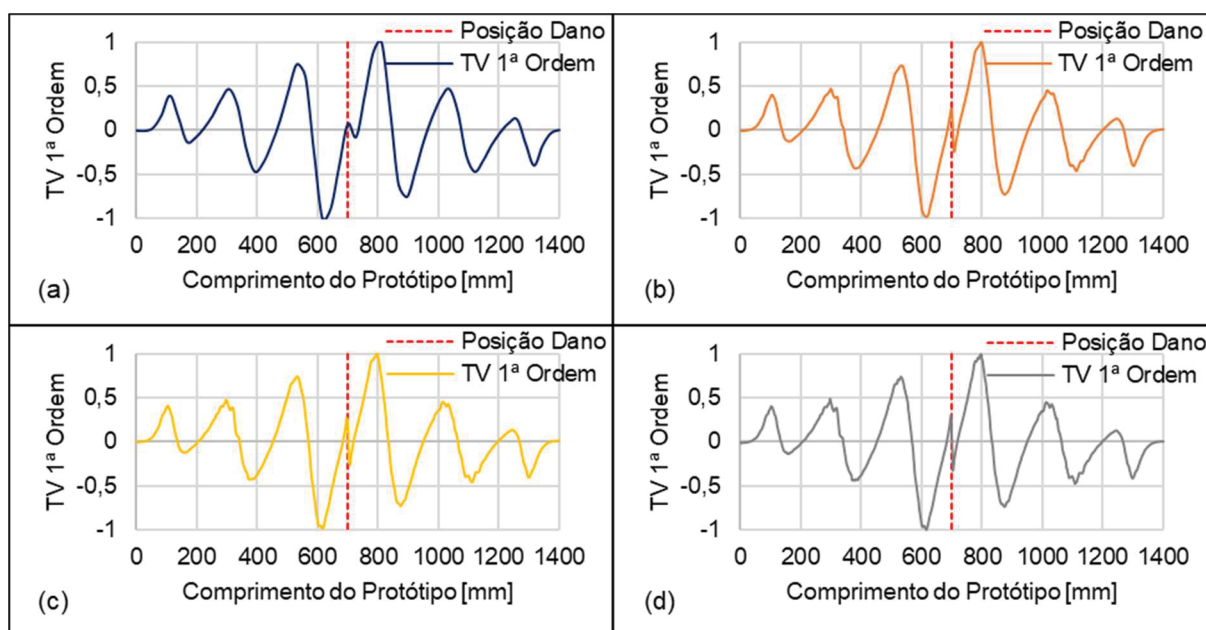 Posição Dano
TV 1ª Ordem
TV 1ª Ordem
1
0,5
0
-0,5
-1
0 200 400 600 800 1000 1200 1400
Comprimento do Protótipo [mm]
(a)
Posição Dano
TV 1ª Ordem
TV 1ª Ordem
1
0,5
0
-0,5
-1
0 200 400 600 800 1000 1200 1400
Comprimento do Protótipo [mm]
(b)
Posição Dano
TV 1ª Ordem
TV 1ª Ordem
1
0,5
0
-0,5
-1
0 200 400 600 800 1000 1200 1400
Comprimento do Protótipo [mm]
(c)
Posição Dano
TV 1ª Ordem
TV 1ª Ordem
1
0,5
0
-0,5
-1
0 200 400 600 800 1000 1200 1400
Comprimento do Protótipo [mm]
(d)